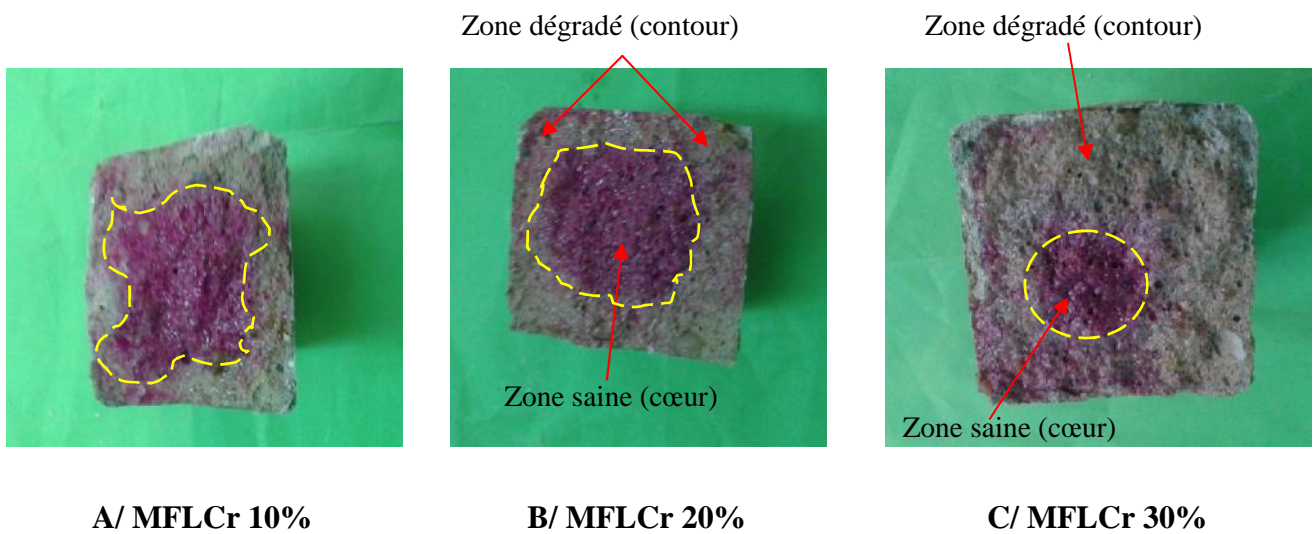 Zone dégradé (contour)
Zone dégradé (contour)
Zone saine (cœur)
Zone saine (cœur)
A/ MFLCr 10%
B/ MFLCr 20%
C/ MFLCr 30%